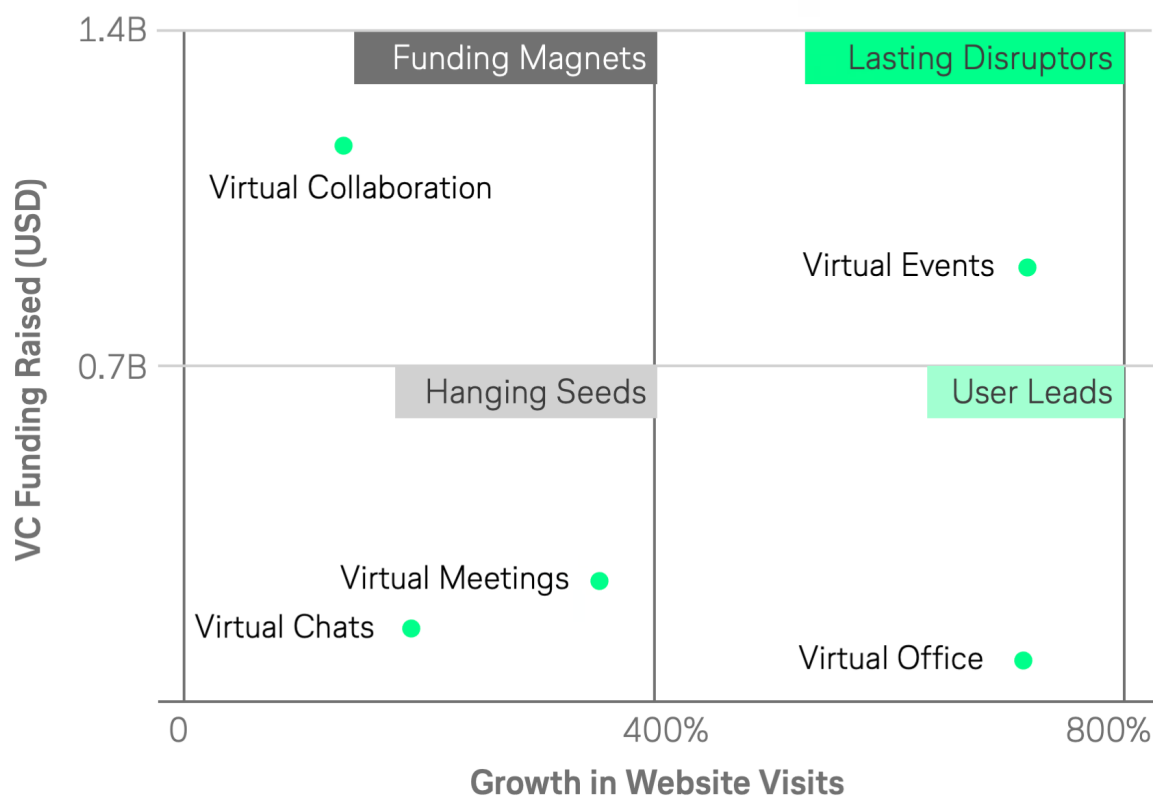 1.4B
Funding Magnets
Lasting Disruptors
Virtual Collaboration
Virtual Events
VC Funding Raised (USD)
0.7B
Hanging Seeds
User Leads
Virtual Meetings
Virtual Chats
Virtual Office
0
400%
800%
Growth in Website Visits